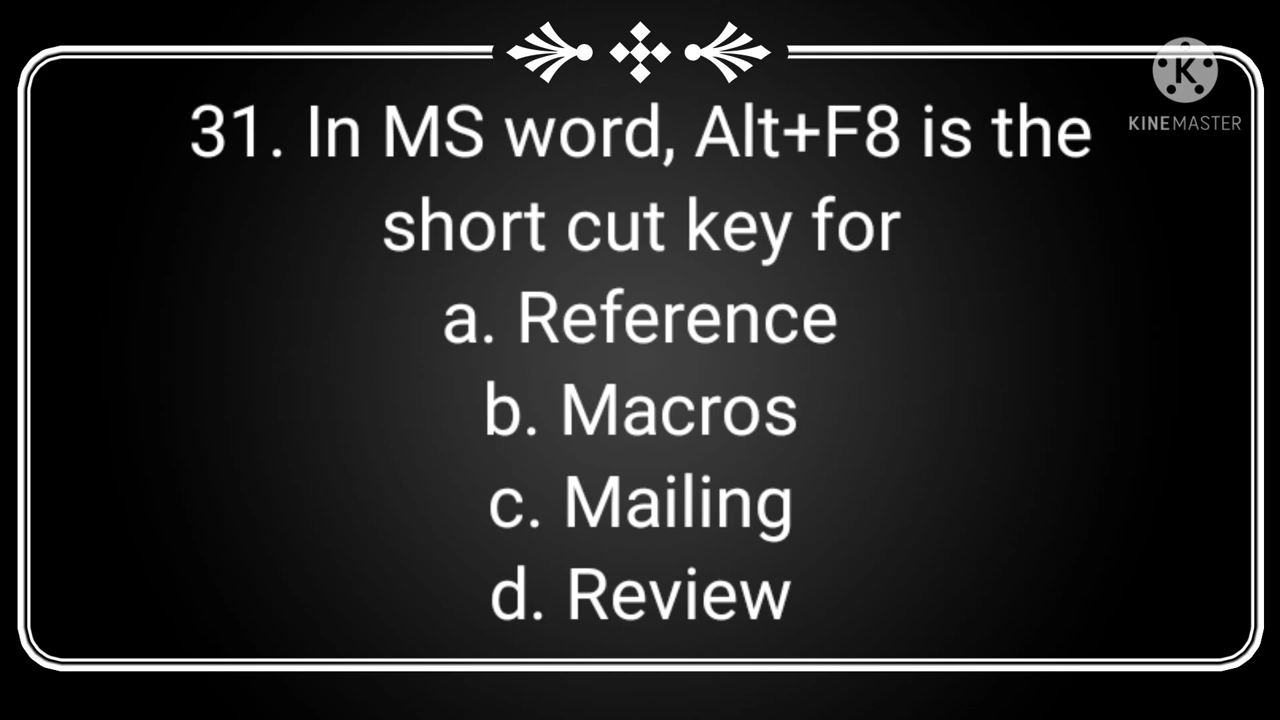 31. In MS word, Alt+F8 is the
short cut key for
a. Reference
b. Macros
c. Mailing
d. Review
K
KINEMASTER